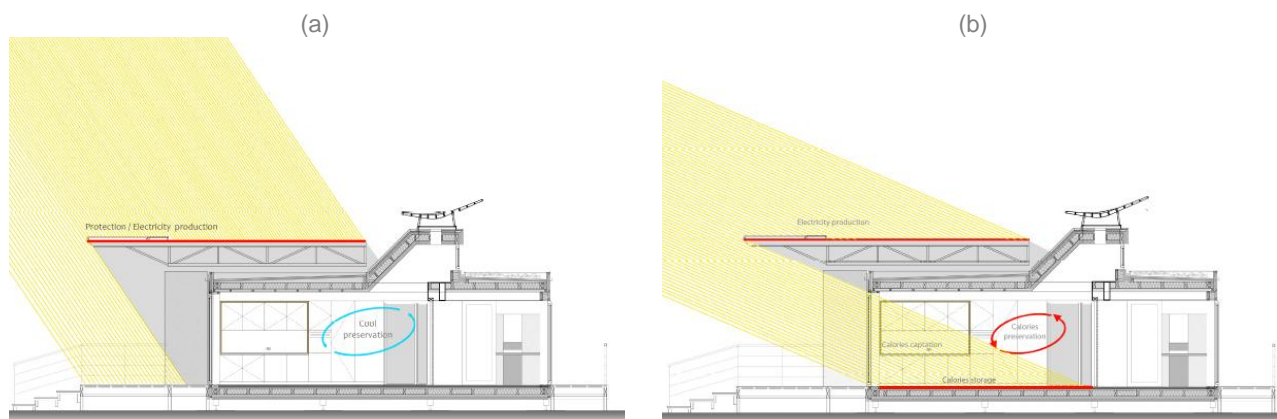 (a)
(b)
Protection / Electricity production
Cool
preservation
Electricity production
Calories
preservation
Calories captation
Calories storage